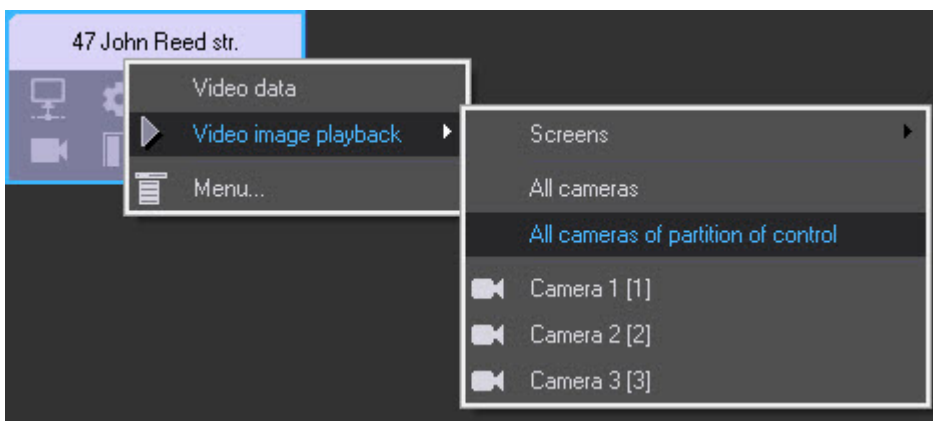 47 John Reed str.
Video data
Video image playback
Menu...
Screens
All cameras
All cameras of partition of control
Camera 1 [1]
Camera 2 [2]
Camera 3 [3]